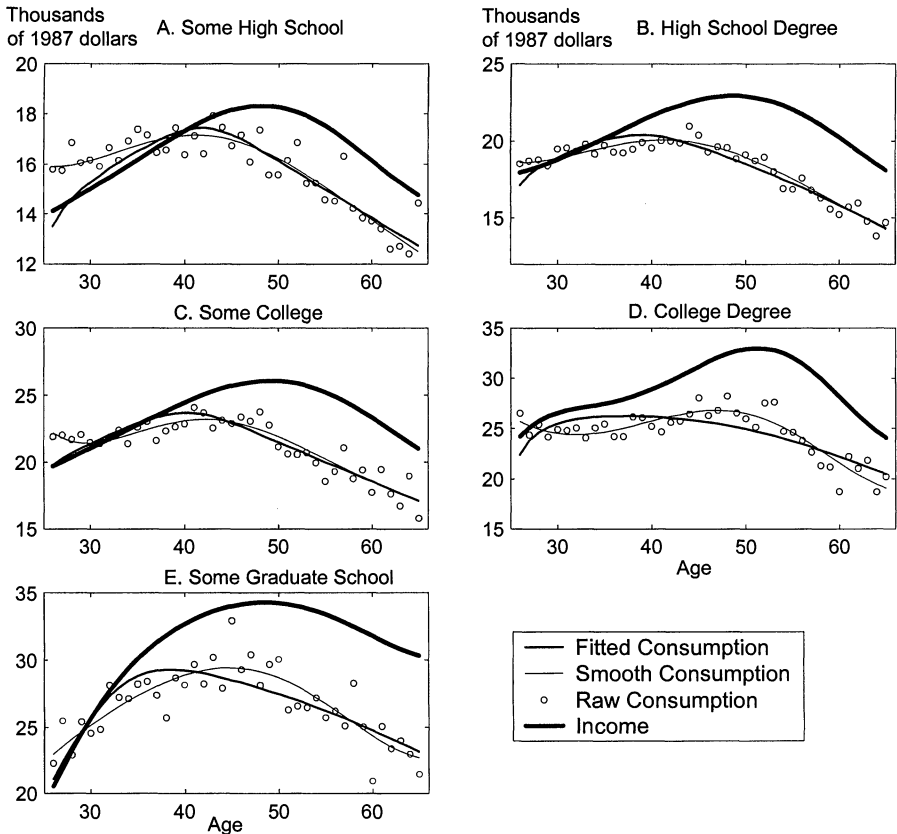 Thousands
of 1987 dollars
A. Some High School
Thousands
of 1987 dollars
B. High School Degree
20
18
16
14
12
30 40 50 60
25
20
15
30 40 50 60
C. Some College
30
25
20
15
30 40 50 60
D. College Degree
35
30
25
20
15
30 40 50 60
Age
E. Some Graduate School
35
30
25
20
30 40 50 60
Age
Fitted Consumption
Smooth Consumption
Raw Consumption
Income